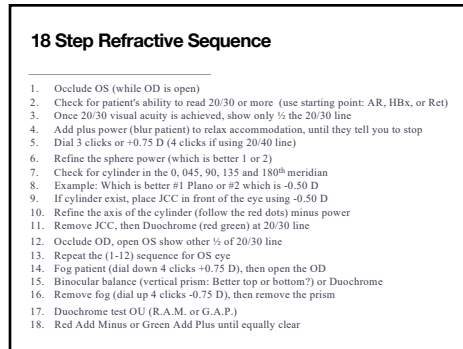 18 Step Refractive Sequence
1. Occlude OS (while OD is open)
2. Check for patient's ability to read 20/30 or more (use starting point: AR, HBx, or Ret)
3. Once 20/30 visual acuity is achieved, show only ½ the 20/30 line
4. Add plus power (blur patient) to relax accommodation, until they tell you to stop
5. Dial 3 clicks or +0.75 D (4 clicks if using 20/40 line)
6. Refine the sphere power (which is better 1 or 2)
7. Check for cylinder in the 0, 045, 90, 135 and 180th meridian
8. Example: Which is better #1 Plano or #2 which is -0.50 D
9. If cylinder exist, place JCC in front of the eye using -0.50 D
10. Refine the axis of the cylinder (follow the red dots) minus power
11. Remove JCC, then Duochrome (red green) at 20/30 line
12. Occlude OD, open OS show other ½ of 20/30 line
13. Repeat the (1-12) sequence for OS eye
14. Fog patient (dial down 4 clicks +0.75 D), then open the OD
15. Binocular balance (vertical prism: Better top or bottom?) or Duochrome
16. Remove fog (dial up 4 clicks -0.75 D), then remove the prism
17. Duochrome test OU (R.A.M. or G.A.P.)
18. Red Add Minus or Green Add Plus until equally clear